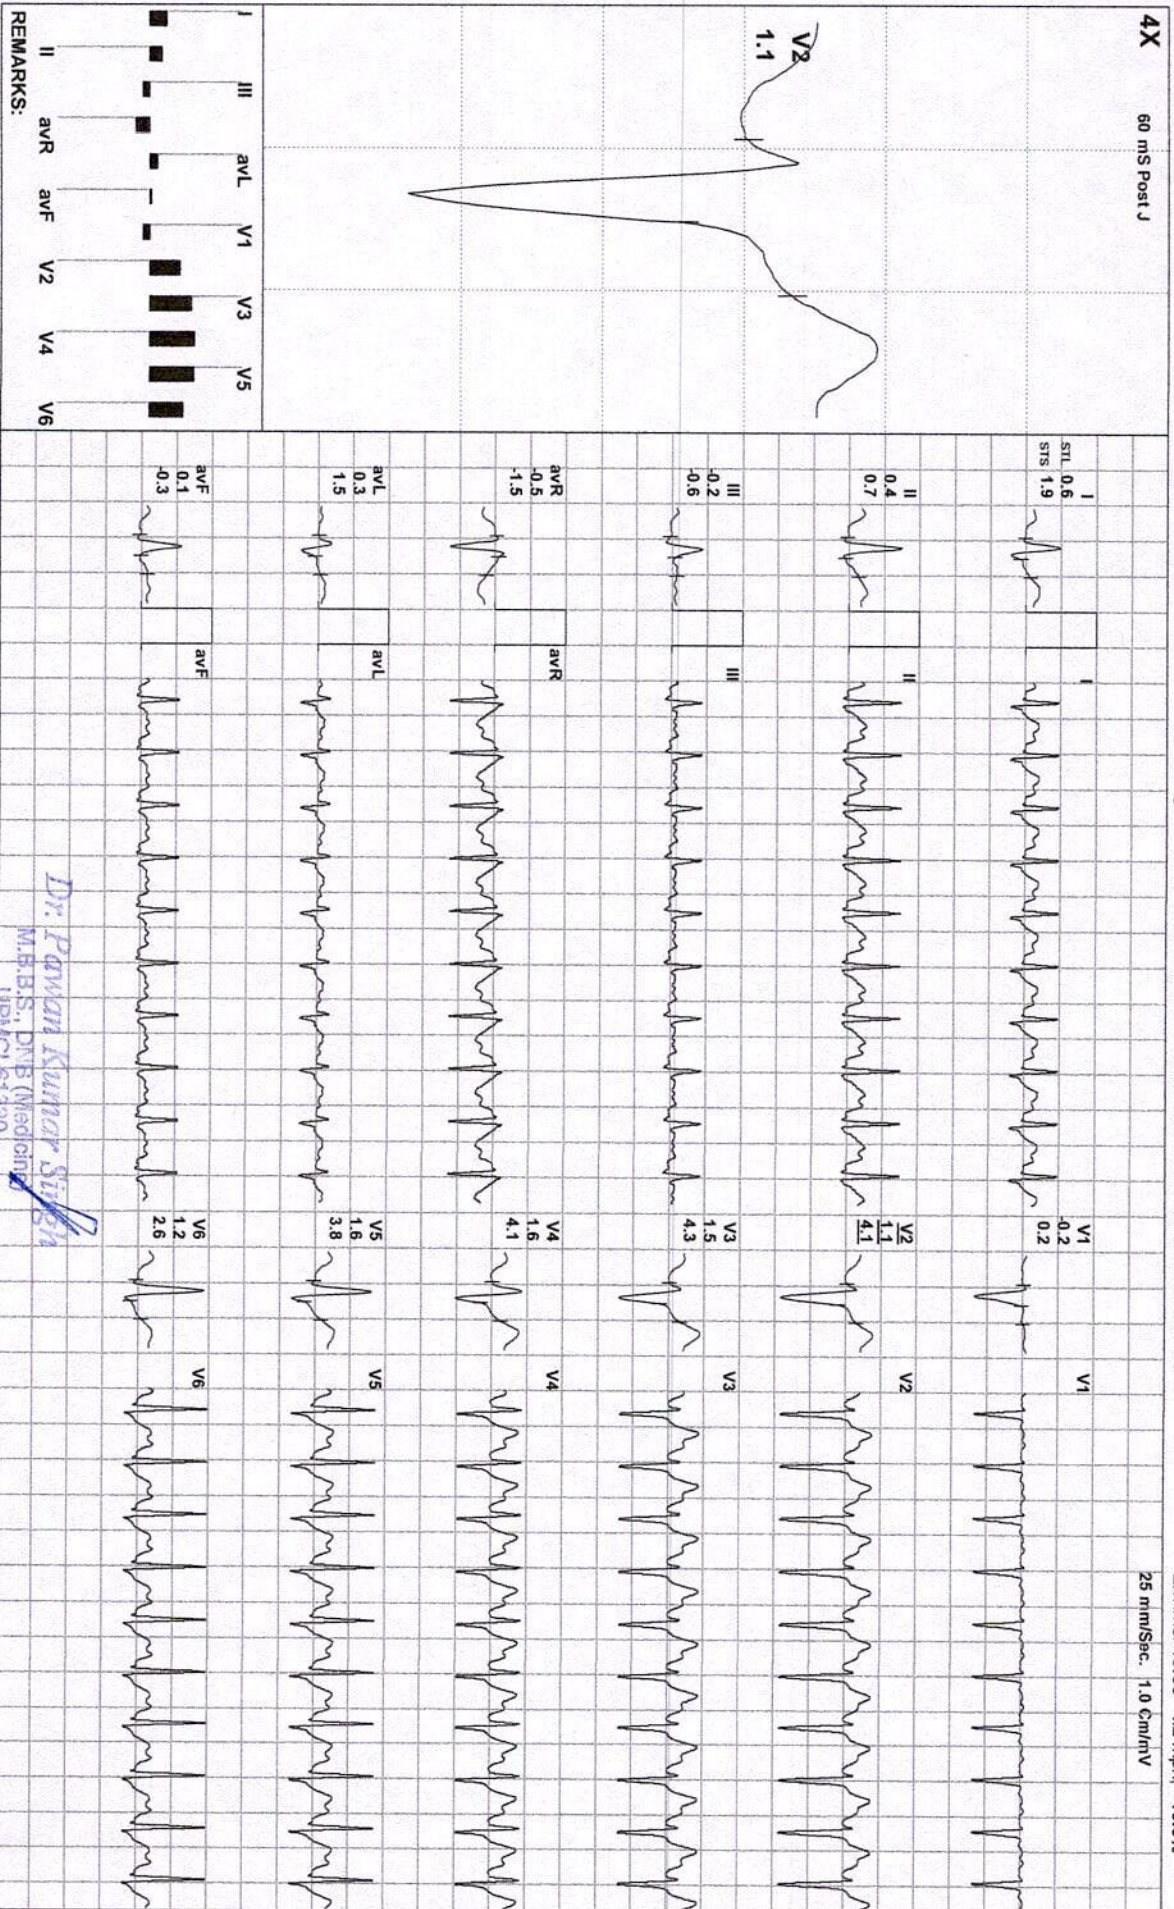 4X
60 mS Post J
V2
1.1
25 mm/Sec. 1.0 Cm/mV
I
STL 0.6
STS 1.9
I
II
0.4
0.7
II
III
-0.2
-0.6
III
avR
-0.5
-1.5
avR
avL
0.3
1.5
avL
avF
0.1
-0.3
avF
V1
-0.2
0.2
V1
V2
1.1
4.1
V2
V3
1.5
4.3
V3
V4
1.6
4.1
V4
V5
1.6
3.8
V5
V6
1.2
2.6
V6
I III avL V1 V3 V5
II avR avF V2 V4 V6
REMARKS:
Dr. Pawan Kumar Singh
M.B.B.S., DNB (Medicine)